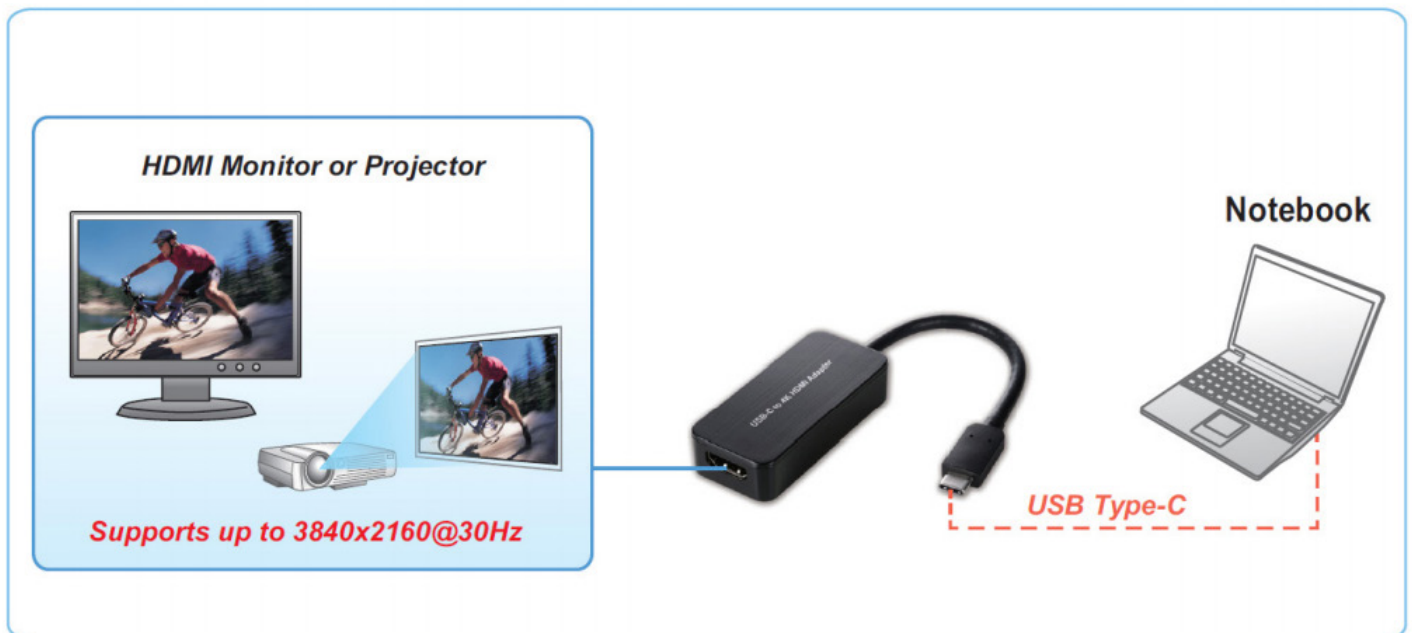 HDMI Monitor or Projector
Supports up to 3840x2160@30Hz
USB-C to 4K HDMI Adapter
Notebook
USB Type-C